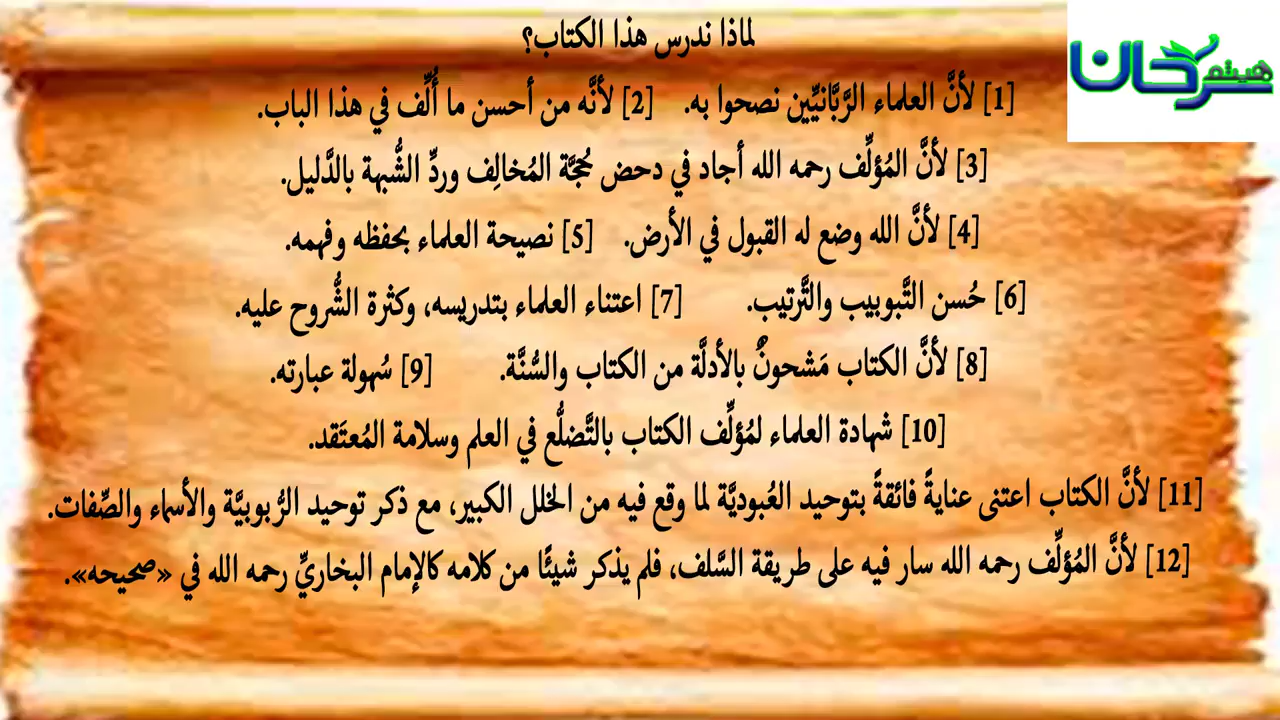 لماذا ندرس هذا الكتاب؟
هيثم سرحان
[1] لأنَّ العلماء الرَّبَّانيِّين نصحوا به. [2] لأنَّه من أحسن ما أُلِّف في هذا الباب.
[3] لأنَّ المُؤلِّف رحمه الله أجاد في دحض حُجَّة المُخالِف وردِّ الشُّبهة بالدَّليل.
[4] لأنَّ الله وضع له القبول في الأرض. [5] نصيحة العلماء بحفظه وفهمه.
[6] حُسن التَّبوبيب والتَّرتيب. [7] اعتناء العلماء بتدريسه، وكثرة الشُّروح عليه.
[8] لأنَّ الكتاب مَشحونٌ بالأدلَّة من الكتاب والسُّنَّة. [9] سُهولة عبارته.
[10] شهادة العلماء لمُؤلِّف الكتاب بالتَّضلُّع في العلم وسلامة المُعتَقد.
[11] لأنَّ الكتاب اعتنى عنايةً فائقةً بتوحيد العُبوديَّة لما وقع فيه من الخلل الكبير، مع ذكر توحيد الرُّبوبيَّة والأسماء والصِّفات.
[12] لأنَّ المُؤلِّف رحمه الله سار فيه على طريقة السَّلف، فلم يذكر شيئًا من كلامه كالإمام البخاريِّ رحمه الله في «صحيحه».